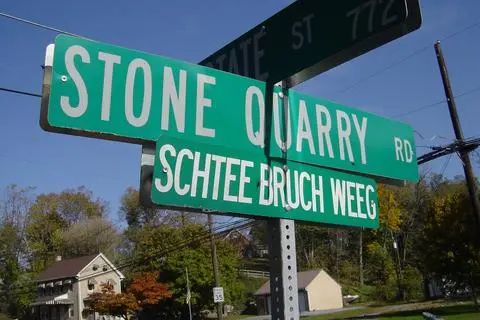 STATE ST 772
STONE QUARRY RD
SCHTEE BRUCH WEEG
35